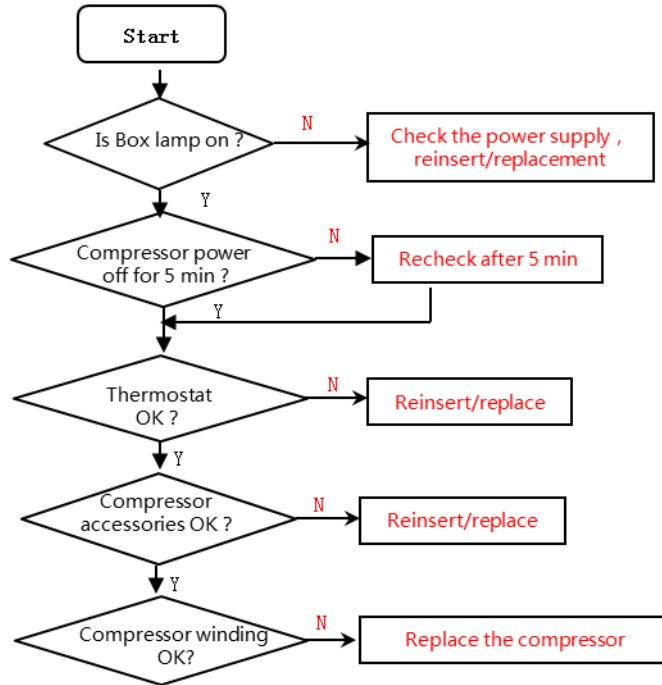 Start
Is Box lamp on ?
N
Check the power supply ,
reinsert/replacement
Y
Compressor power
off for 5 min ?
N
Recheck after 5 min
Y
Thermostat
OK ?
N
Reinsert/replace
Y
Compressor
accessories OK ?
N
Reinsert/replace
Y
Compressor winding
OK?
N
Replace the compressor